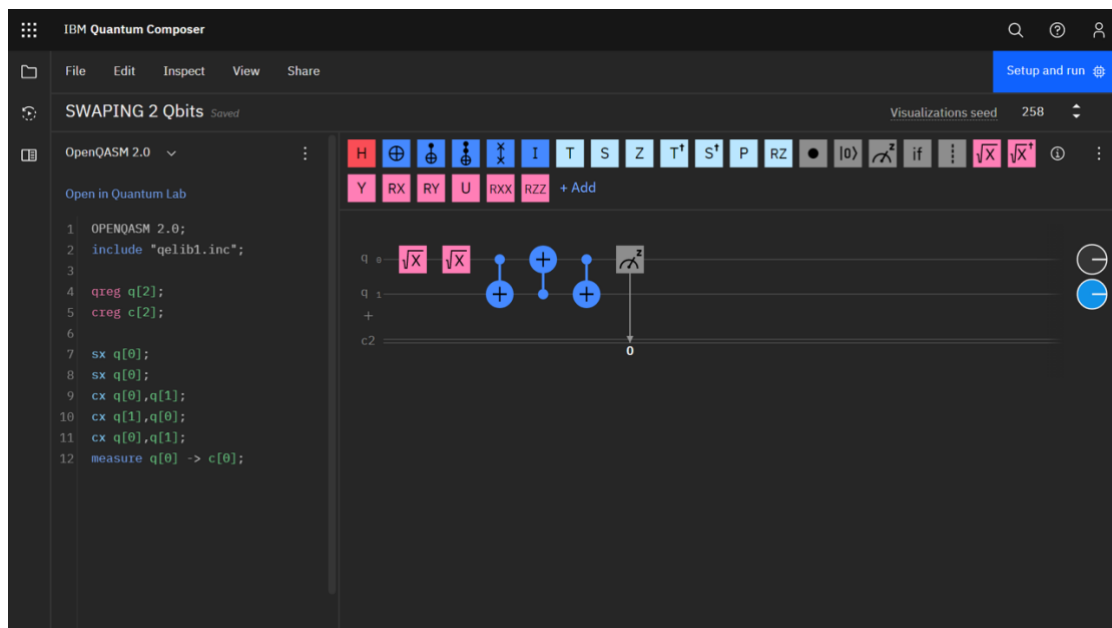 IBM Quantum Composer
File Edit Inspect View Share
Setup and run
SWAPING 2 Qbits Saved
Visualizations seed 258
OpenQASM 2.0
H I T S Z T† S† P RZ |0⟩ z if √X √X†
Y RX RY U RXX RZZ + Add
Open in Quantum Lab
1 OPENQASM 2.0;
2 include "qelib1.inc";
3
4 qreg q[2];
5 creg c[2];
6
7 sx q[0];
8 sx q[0];
9 cx q[0],q[1];
10 cx q[1],q[0];
11 cx q[0],q[1];
12 measure q[0] -> c[0];
q 0 √X √X + z
q 1 + +
+
c2
0